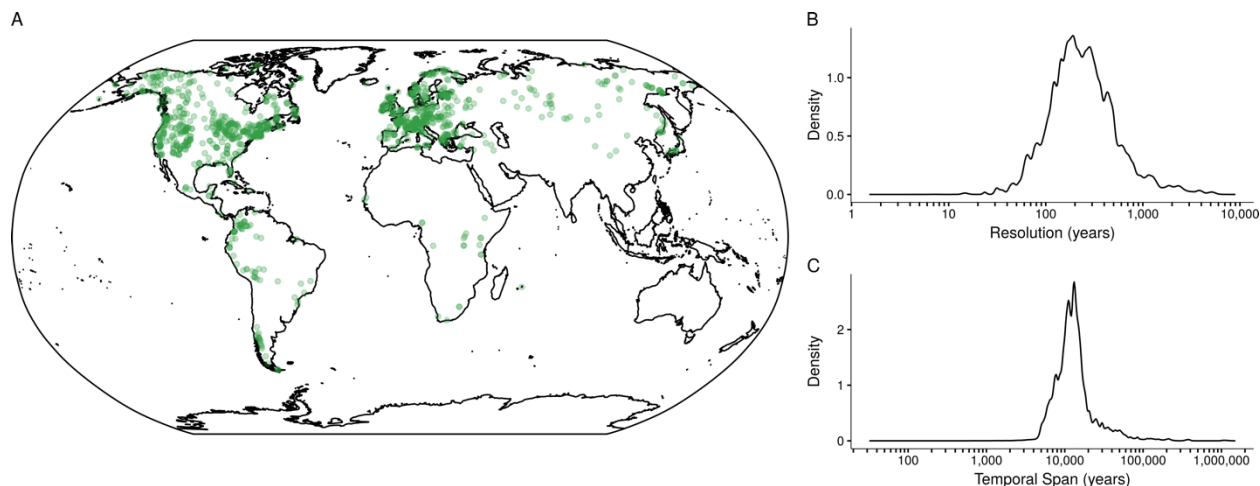 A
B
Density
1.0
0.5
0.0
1
10
100
1,000
10,000
Resolution (years)
C
Density
2
1
0
100
1,000
10,000
100,000
1,000,000
Temporal Span (years)